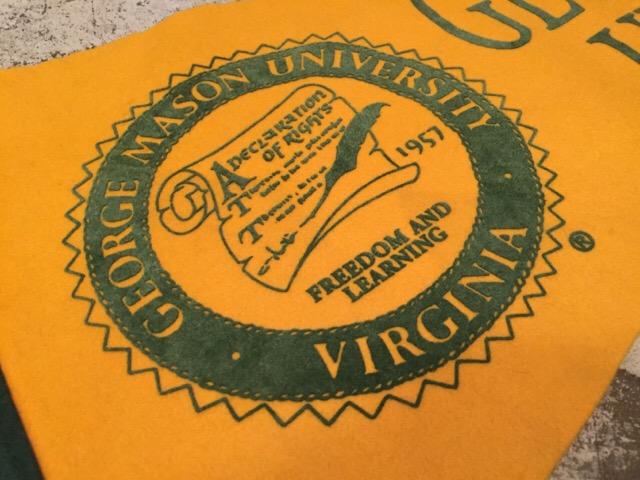 GEORGE MASON UNIVERSITY
A DECLARATION
OF RIGHTS
1957
FREEDOM AND
LEARNING
VIRGINIA
®